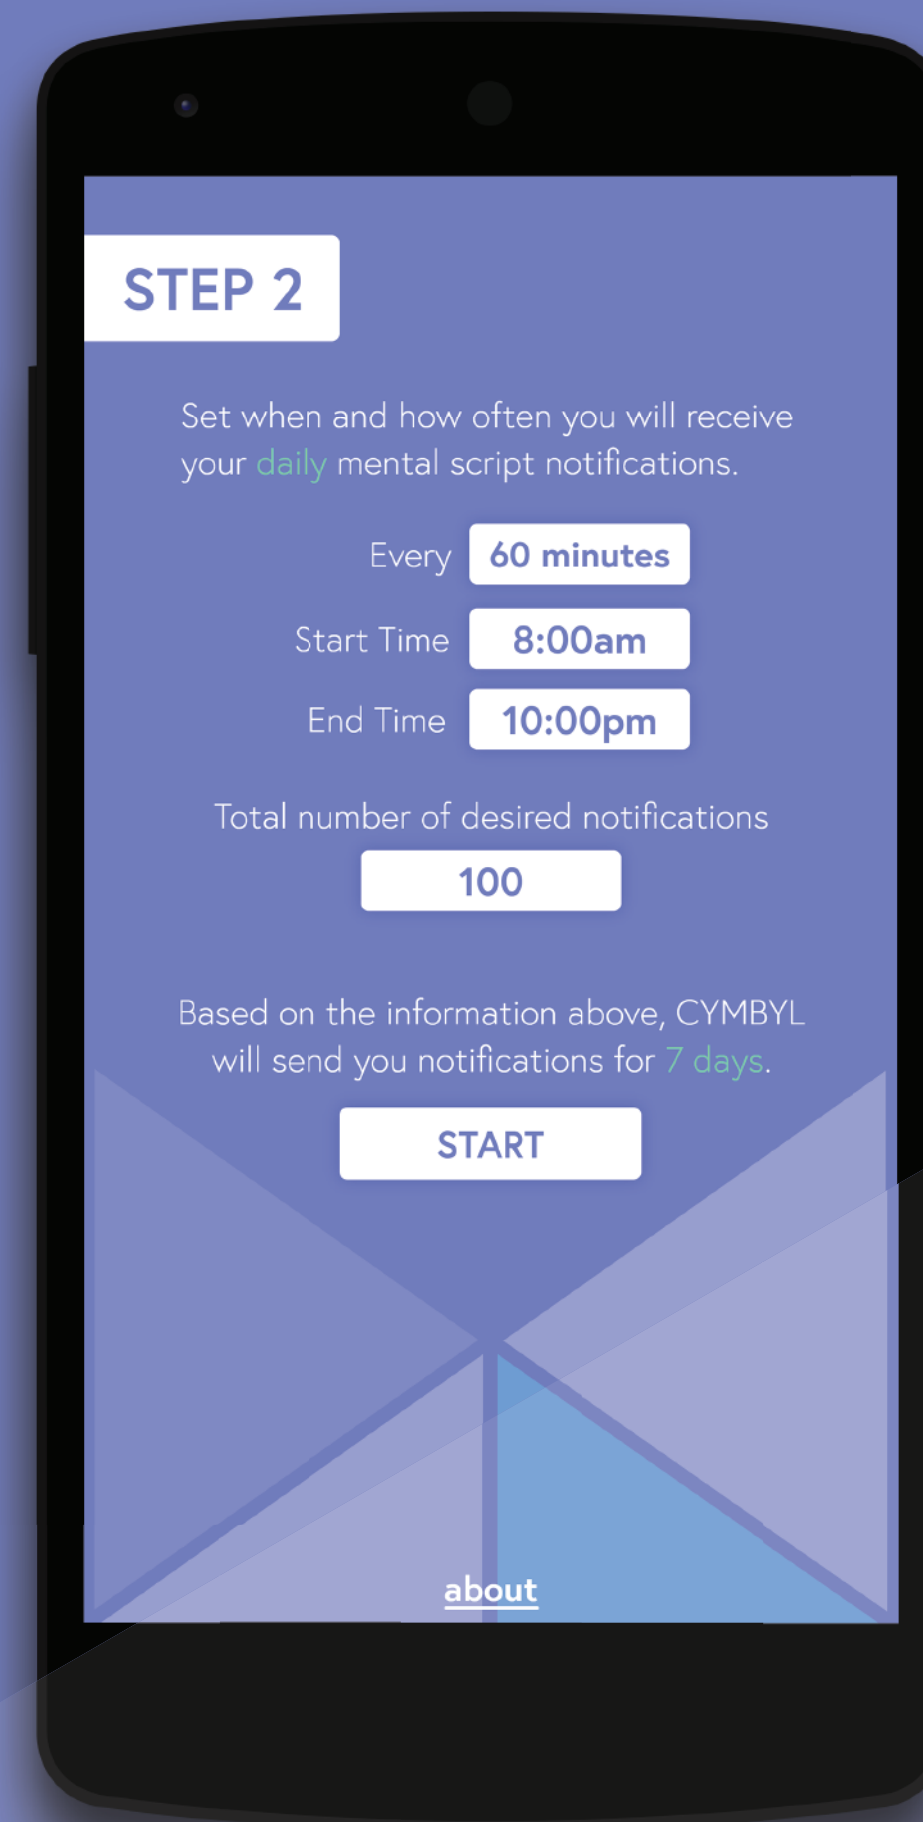 STEP 2
Set when and how often you will receive
your daily mental script notifications.
Every 60 minutes
Start Time 8:00am
End Time 10:00pm
Total number of desired notifications
100
Based on the information above, CYMBYL
will send you notifications for 7 days.
START
about